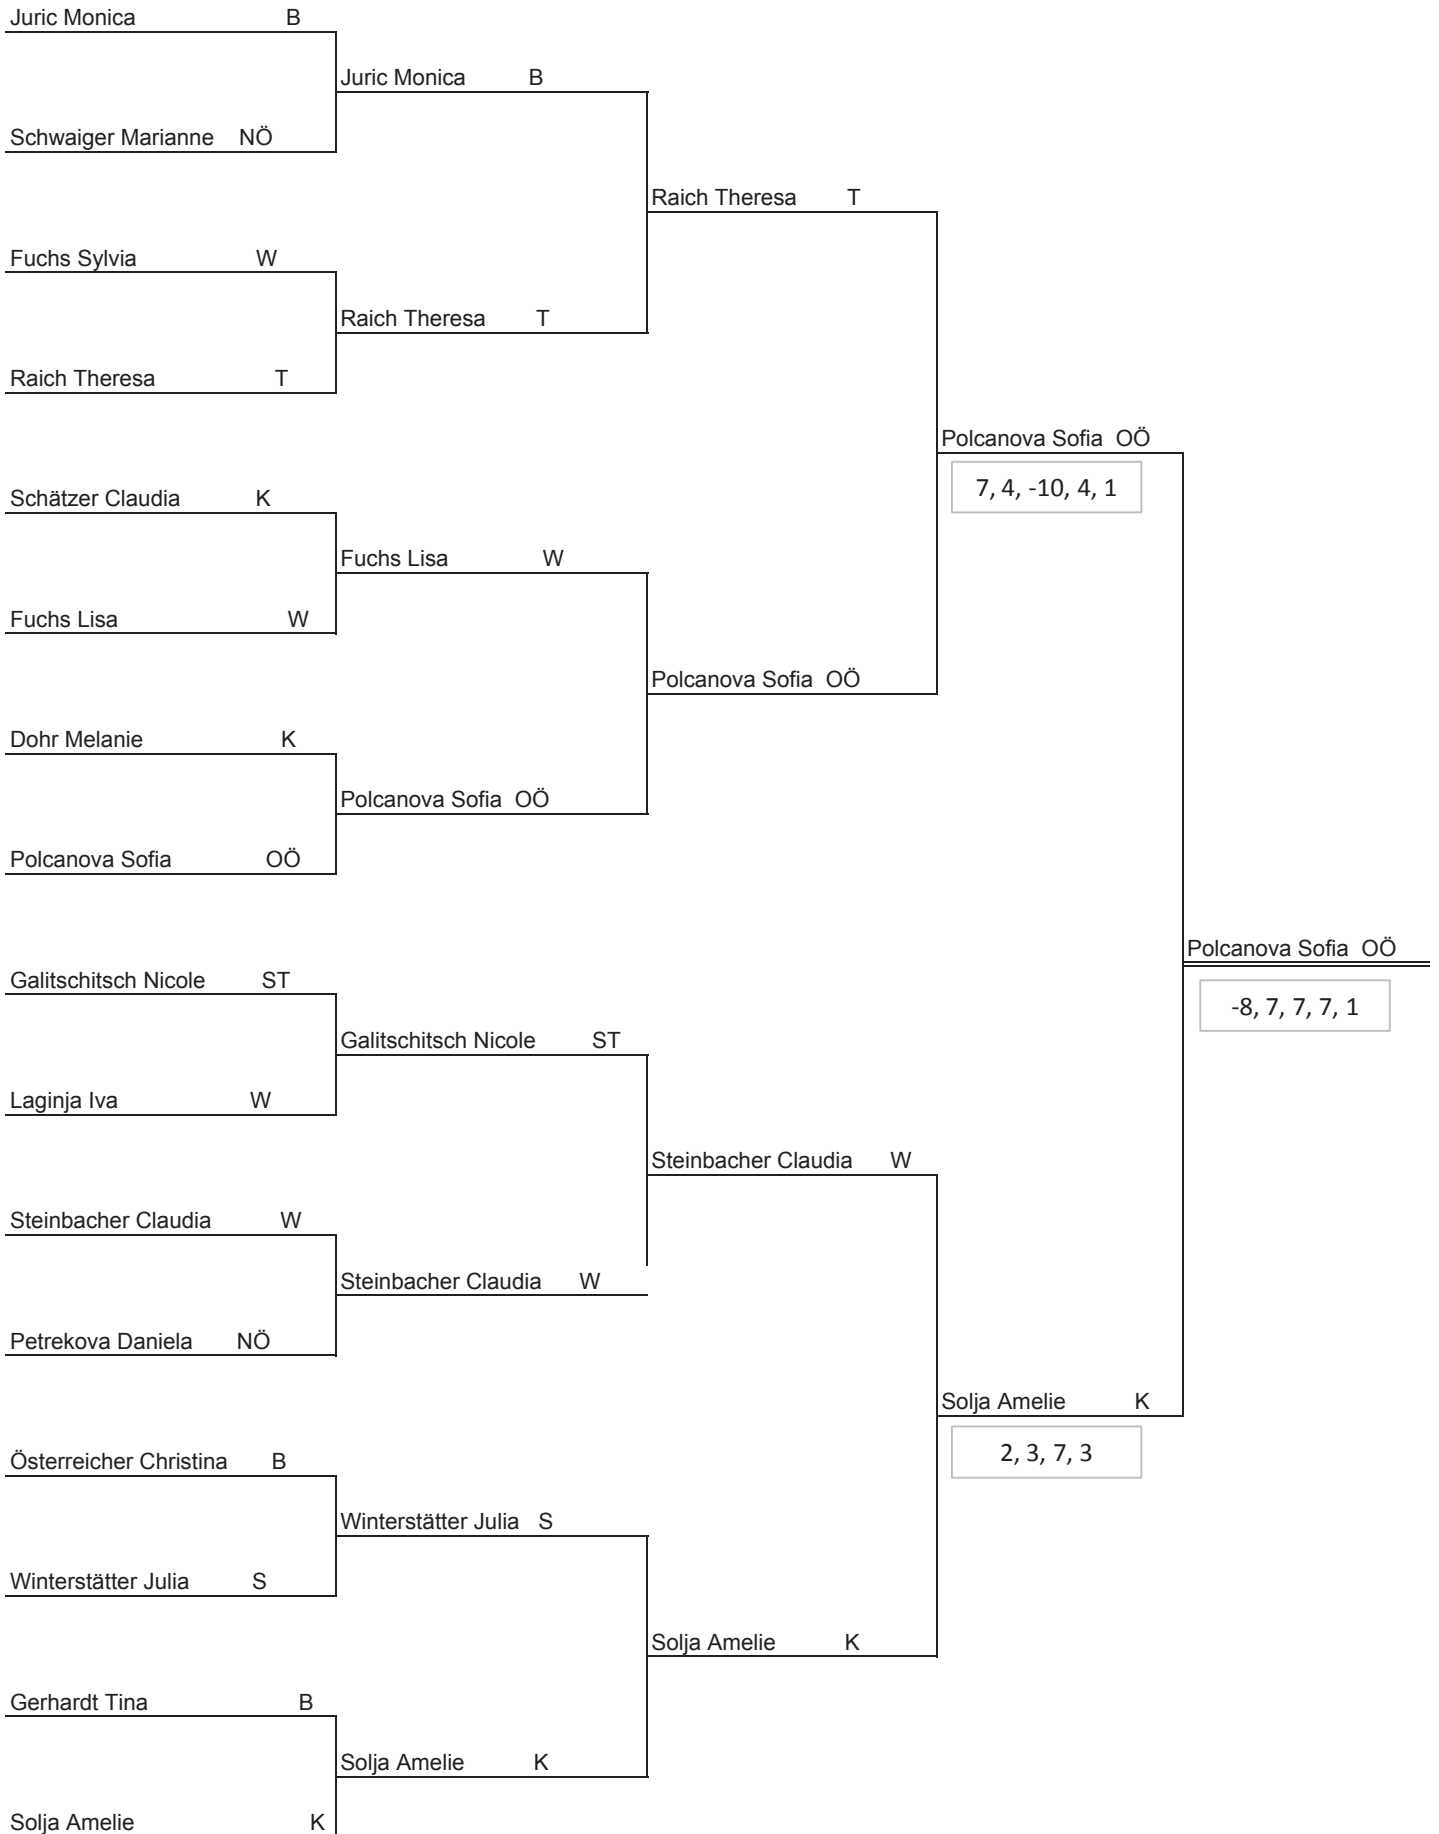 Juric Monica B
Juric Monica B
Schwaiger Marianne NÖ
Raich Theresa T
Fuchs Sylvia W
Raich Theresa T
Raich Theresa T
Polcanova Sofia OÖ
7, 4, -10, 4, 1
Schätzer Claudia K
Fuchs Lisa W
Fuchs Lisa W
Polcanova Sofia OÖ
Dohr Melanie K
Polcanova Sofia OÖ
Polcanova Sofia OÖ
Polcanova Sofia OÖ
-8, 7, 7, 7, 1
Galitschitsch Nicole ST
Galitschitsch Nicole ST
Laginja Iva W
Steinbacher Claudia W
Steinbacher Claudia W
Steinbacher Claudia W
Petrekova Daniela NÖ
Solja Amelie K
2, 3, 7, 3
Österreicher Christina B
Winterstätter Julia S
Winterstätter Julia S
Solja Amelie K
Gerhardt Tina B
Solja Amelie K
Solja Amelie K